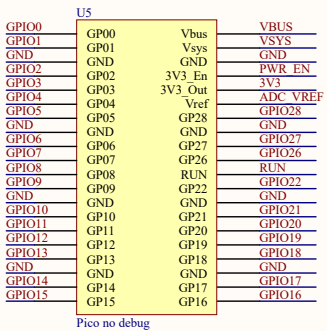 U5
GPIO0 GP00 Vbus VBUS
GPIO1 GP01 Vsys VSYS
GND GND GND GND
GPIO2 GP02 3V3_En PWR_EN
GPIO3 GP03 3V3_Out 3V3
GPIO4 GP04 Vref ADC_VREF
GPIO5 GP05 GP28 GPIO28
GND GND GND GND
GPIO6 GP06 GP27 GPIO27
GPIO7 GP07 GP26 GPIO26
GPIO8 GP08 RUN RUN
GPIO9 GP09 GP22 GPIO22
GND GND GND GND
GPIO10 GP10 GP21 GPIO21
GPIO11 GP11 GP20 GPIO20
GPIO12 GP12 GP19 GPIO19
GPIO13 GP13 GP18 GPIO18
GND GND GND GND
GPIO14 GP14 GP17 GPIO17
GPIO15 GP15 GP16 GPIO16
Pico no debug